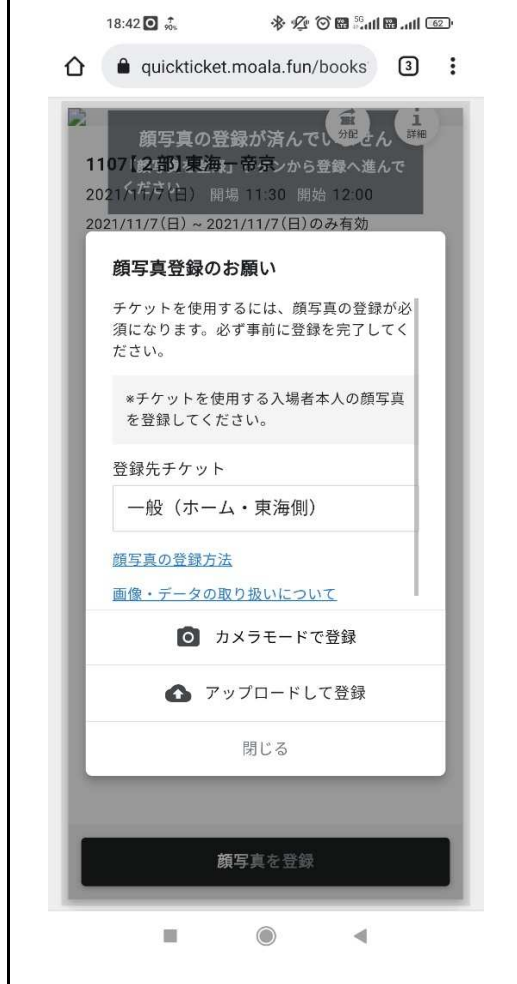 18:42 90% 5G 62
quickticket.moala.fun/books 3
顔写真の登録が済んでいません
分配
詳細
1107【2部】東海ー帝京
から登録へ進んで
ください
2021/11/7(日) 開場 11:30 開始 12:00
2021/11/7(日) ~ 2021/11/7(日)のみ有効
顔写真登録のお願い
チケットを使用するには、顔写真の登録が必
須になります。必ず事前に登録を完了してく
ださい。
※チケットを使用する入場者本人の顔写真
を登録してください。
登録先チケット
一般（ホーム・東海側）
顔写真の登録方法
画像・データの取り扱いについて
カメラモードで登録
アップロードして登録
閉じる
顔写真を登録